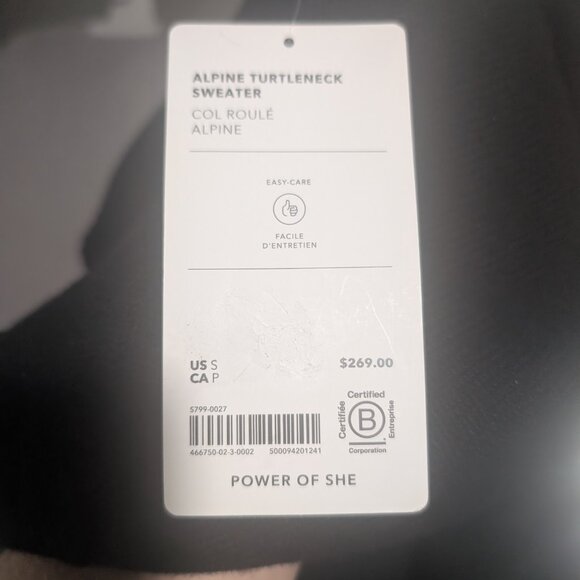 ALPINE TURTLENECK
SWEATER
COL ROULÉ
ALPINE
EASY-CARE
FACILE
D'ENTRETIEN
US S
CA P
$269.00
5799-0027
466750-02-3-0002 500094201241
Certified
Certifiée
B
Entreprise
Corporation
POWER OF SHE